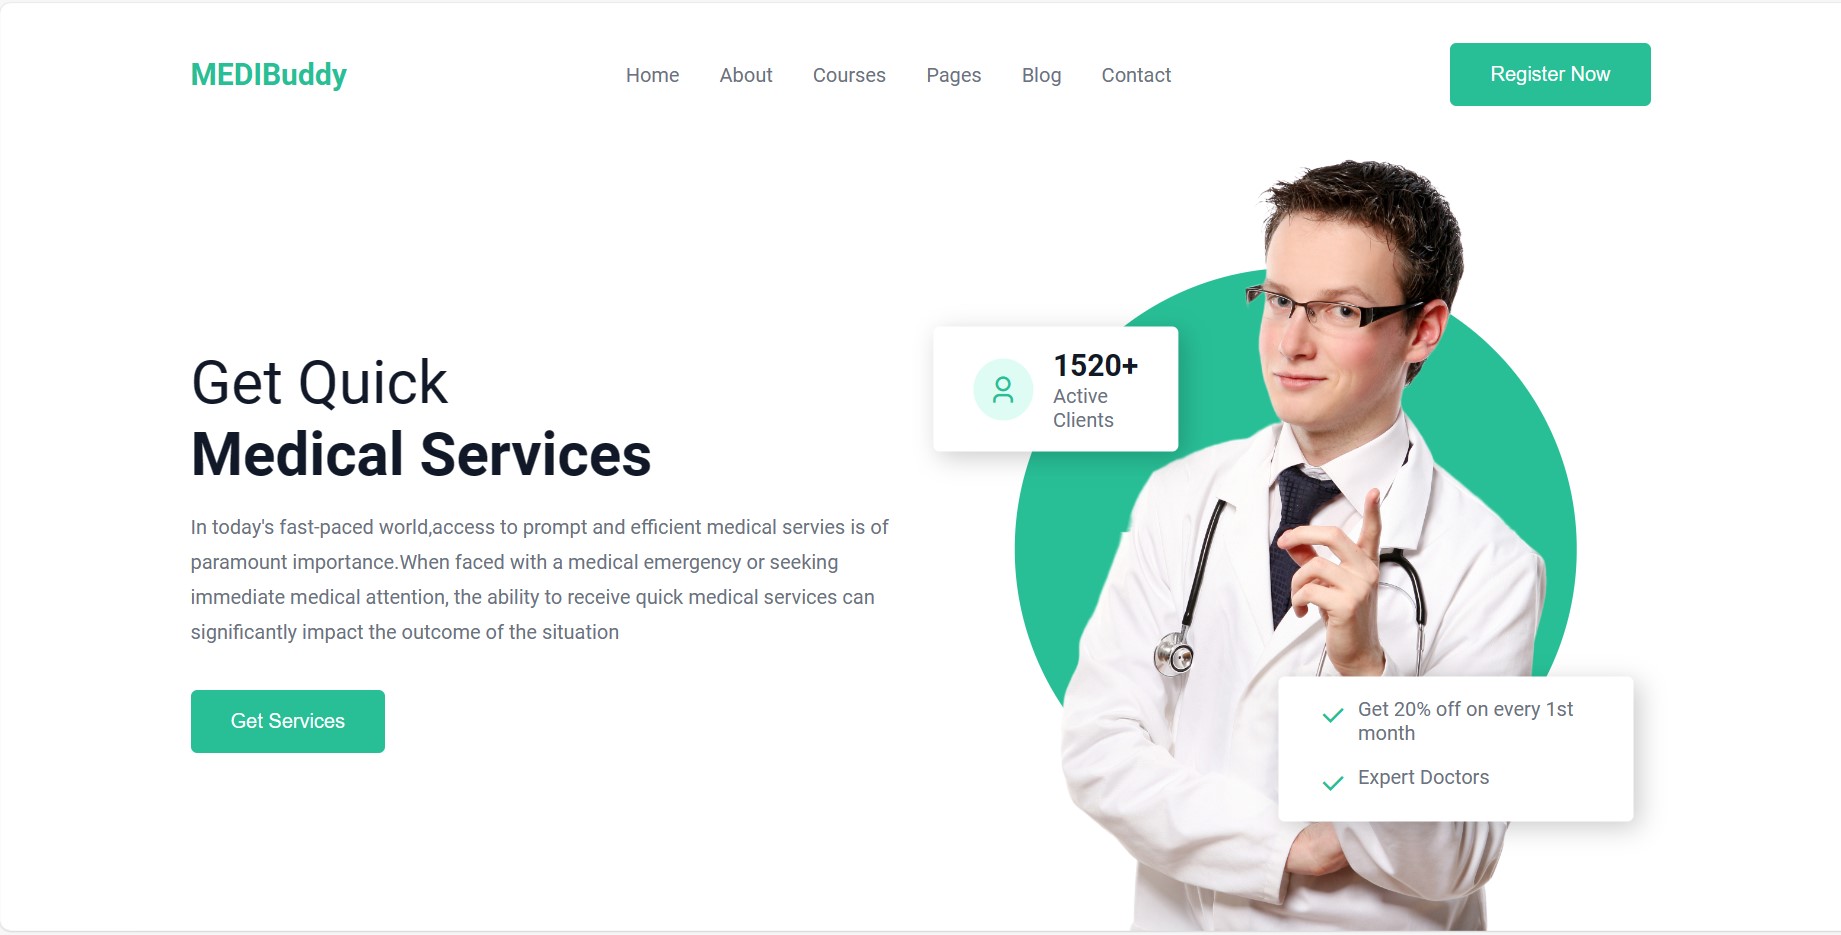 MEDIBuddy
Home
About
Courses
Pages
Blog
Contact
Register Now
Get Quick
Medical Services
In today's fast-paced world,access to prompt and efficient medical servies is of
paramount importance.When faced with a medical emergency or seeking
immediate medical attention, the ability to receive quick medical services can
significantly impact the outcome of the situation
Get Services
1520+
Active
Clients
Get 20% off on every 1st
month
Expert Doctors